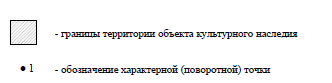 - границы территории объекта культурного наследия
1 - обозначение характерной (поворотной) точки